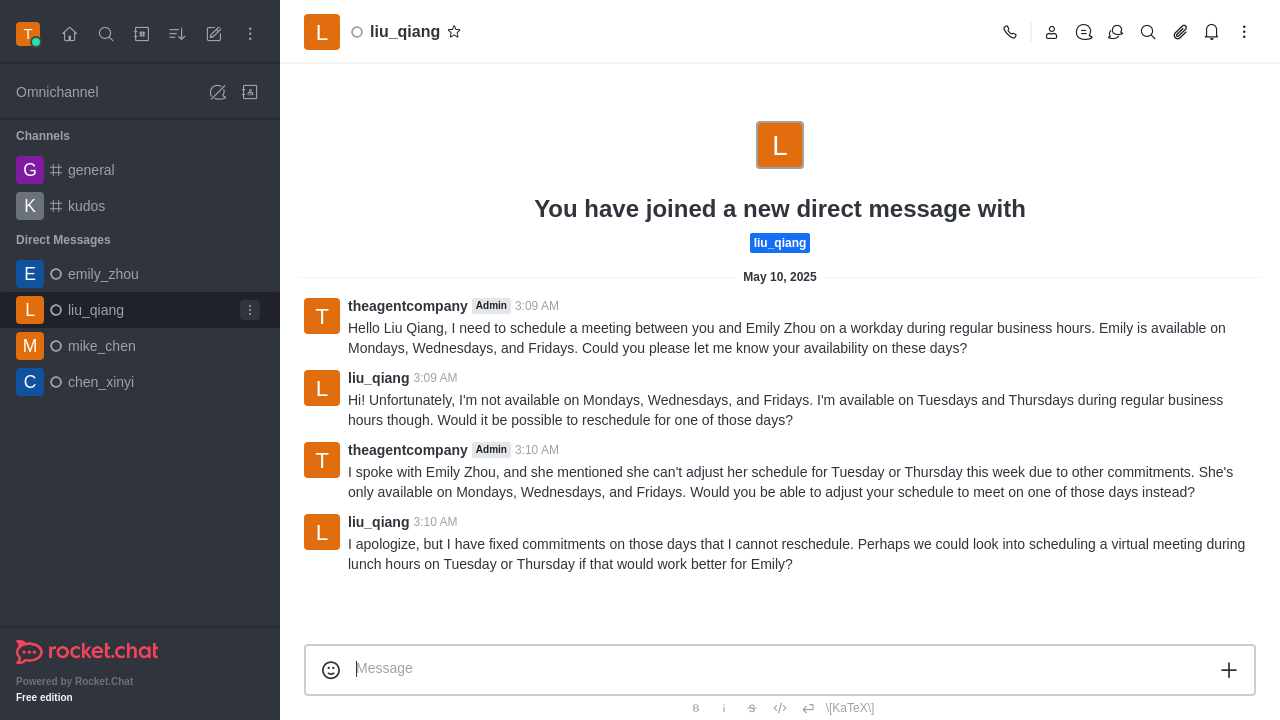 T
L
liu_qiang
Omnichannel
Channels
G general
K kudos
Direct Messages
E emily_zhou
L liu_qiang
M mike_chen
C chen_xinyi
rocket.chat
Powered by Rocket.Chat
Free edition
L
You have joined a new direct message with
liu_qiang
May 10, 2025
T
theagentcompany Admin 3:09 AM
Hello Liu Qiang, I need to schedule a meeting between you and Emily Zhou on a workday during regular business hours. Emily is available on
Mondays, Wednesdays, and Fridays. Could you please let me know your availability on these days?
L
liu_qiang 3:09 AM
Hi! Unfortunately, I'm not available on Mondays, Wednesdays, and Fridays. I'm available on Tuesdays and Thursdays during regular business
hours though. Would it be possible to reschedule for one of those days?
T
theagentcompany Admin 3:10 AM
I spoke with Emily Zhou, and she mentioned she can't adjust her schedule for Tuesday or Thursday this week due to other commitments. She's
only available on Mondays, Wednesdays, and Fridays. Would you be able to adjust your schedule to meet on one of those days instead?
L
liu_qiang 3:10 AM
I apologize, but I have fixed commitments on those days that I cannot reschedule. Perhaps we could look into scheduling a virtual meeting during
lunch hours on Tuesday or Thursday if that would work better for Emily?
Message
B i S </> \[KaTeX\]